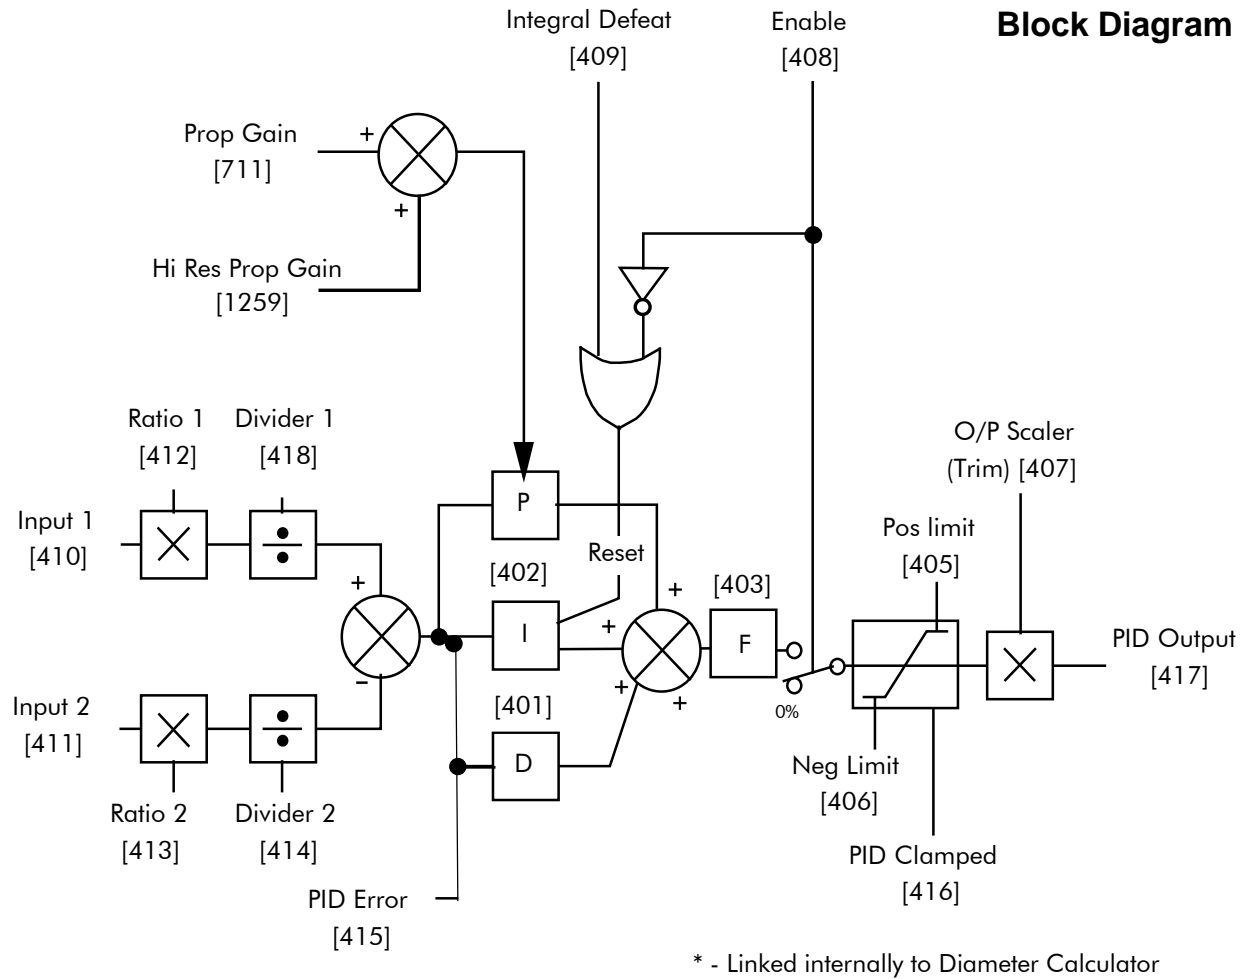 Block Diagram
Integral Defeat
[409]
Enable
[408]
Prop Gain
[711]
+
+
Hi Res Prop Gain
[1259]
Ratio 1
[412]
Divider 1
[418]
O/P Scaler
(Trim) [407]
Input 1
[410]
P
Pos limit
[405]
Reset
[402]
[403]
+
+
I
+
F
PID Output
[417]
-
+
+
Input 2
[411]
[401]
0%
D
Neg Limit
[406]
Ratio 2
[413]
Divider 2
[414]
PID Clamped
[416]
PID Error
[415]
* - Linked internally to Diameter Calculator